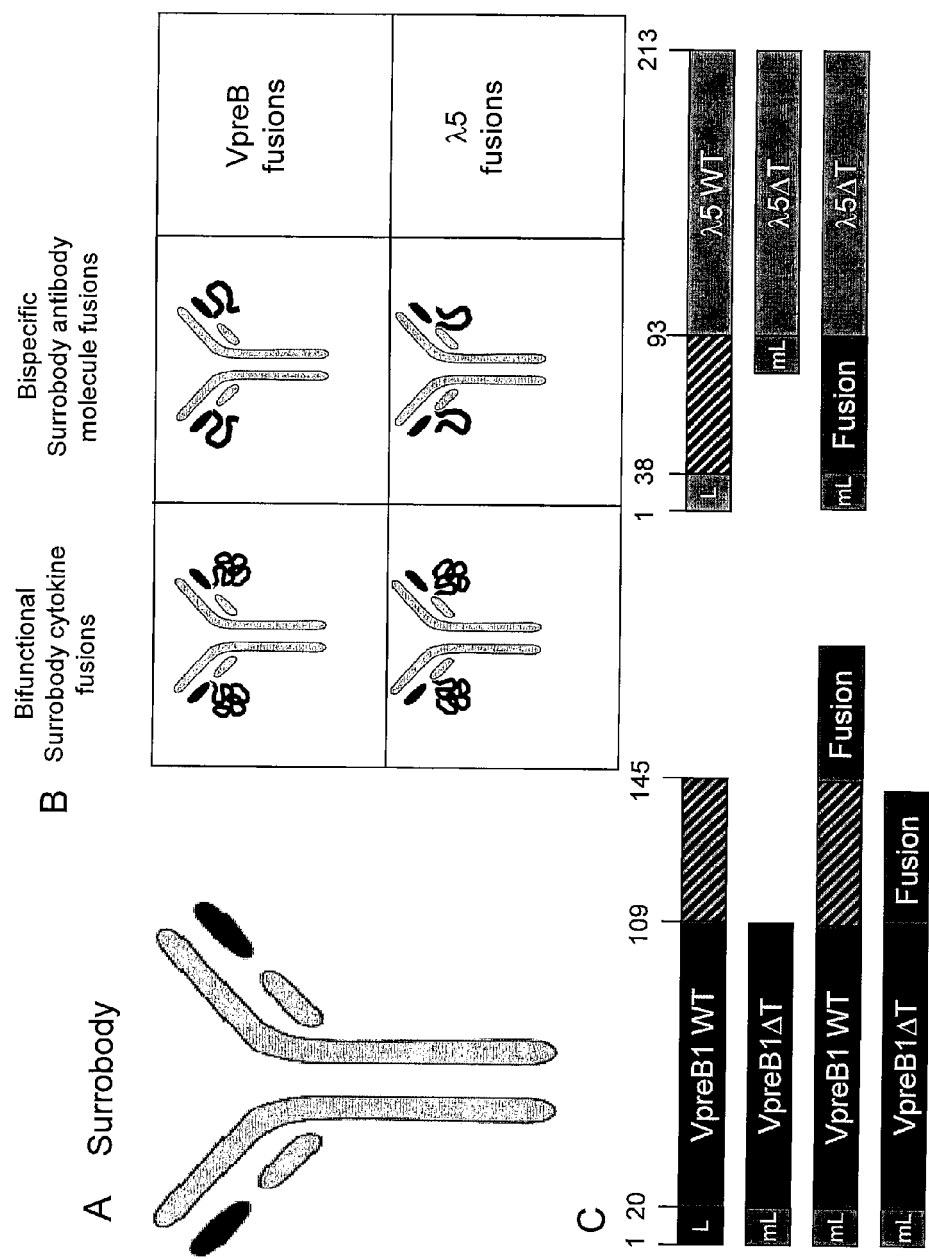 A
Surrobody
B
Bifunctional
Surrobody cytokine
fusions
Bispecific
Surrobody antibody
molecule fusions
VpreB
fusions
λ5
fusions
C
1 20 109 145
L VpreB1 WT
mL VpreB1ΔT
mL VpreB1 WT Fusion
mL VpreB1ΔT Fusion
1 38 93 213
L λ5 WT
mL λ5ΔT
mL Fusion λ5ΔT